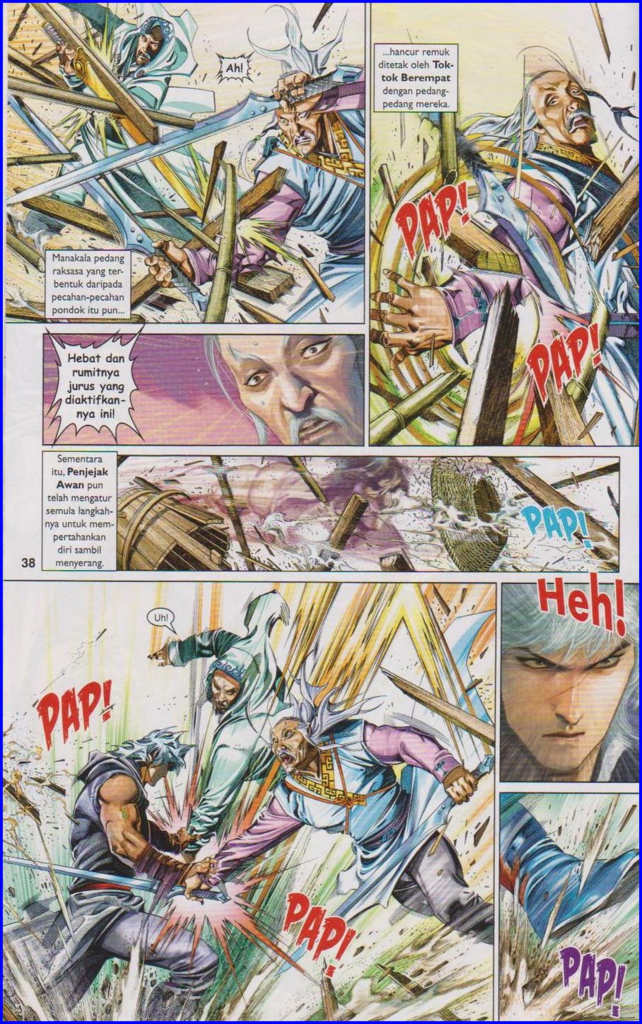 Ah!
Manakala pedang
raksasa yang ter-
bentuk daripada
pecahan-pecahan
pondok itu pun...
...hancur remuk
ditetak oleh Tok-
tok Berempat
dengan pedang-
pedang mereka.
PAP!
PAP!
Hebat dan
rumitnya
jurus yang
diaktifkan-
nya ini!
Sementara
itu, Penjejak
Awan pun
telah mengatur
semula langkah-
nya untuk mem-
pertahankan
diri sambil
menyerang.
PAP!
38
Uh!
PAP!
PAP!
Heh!
PAP!